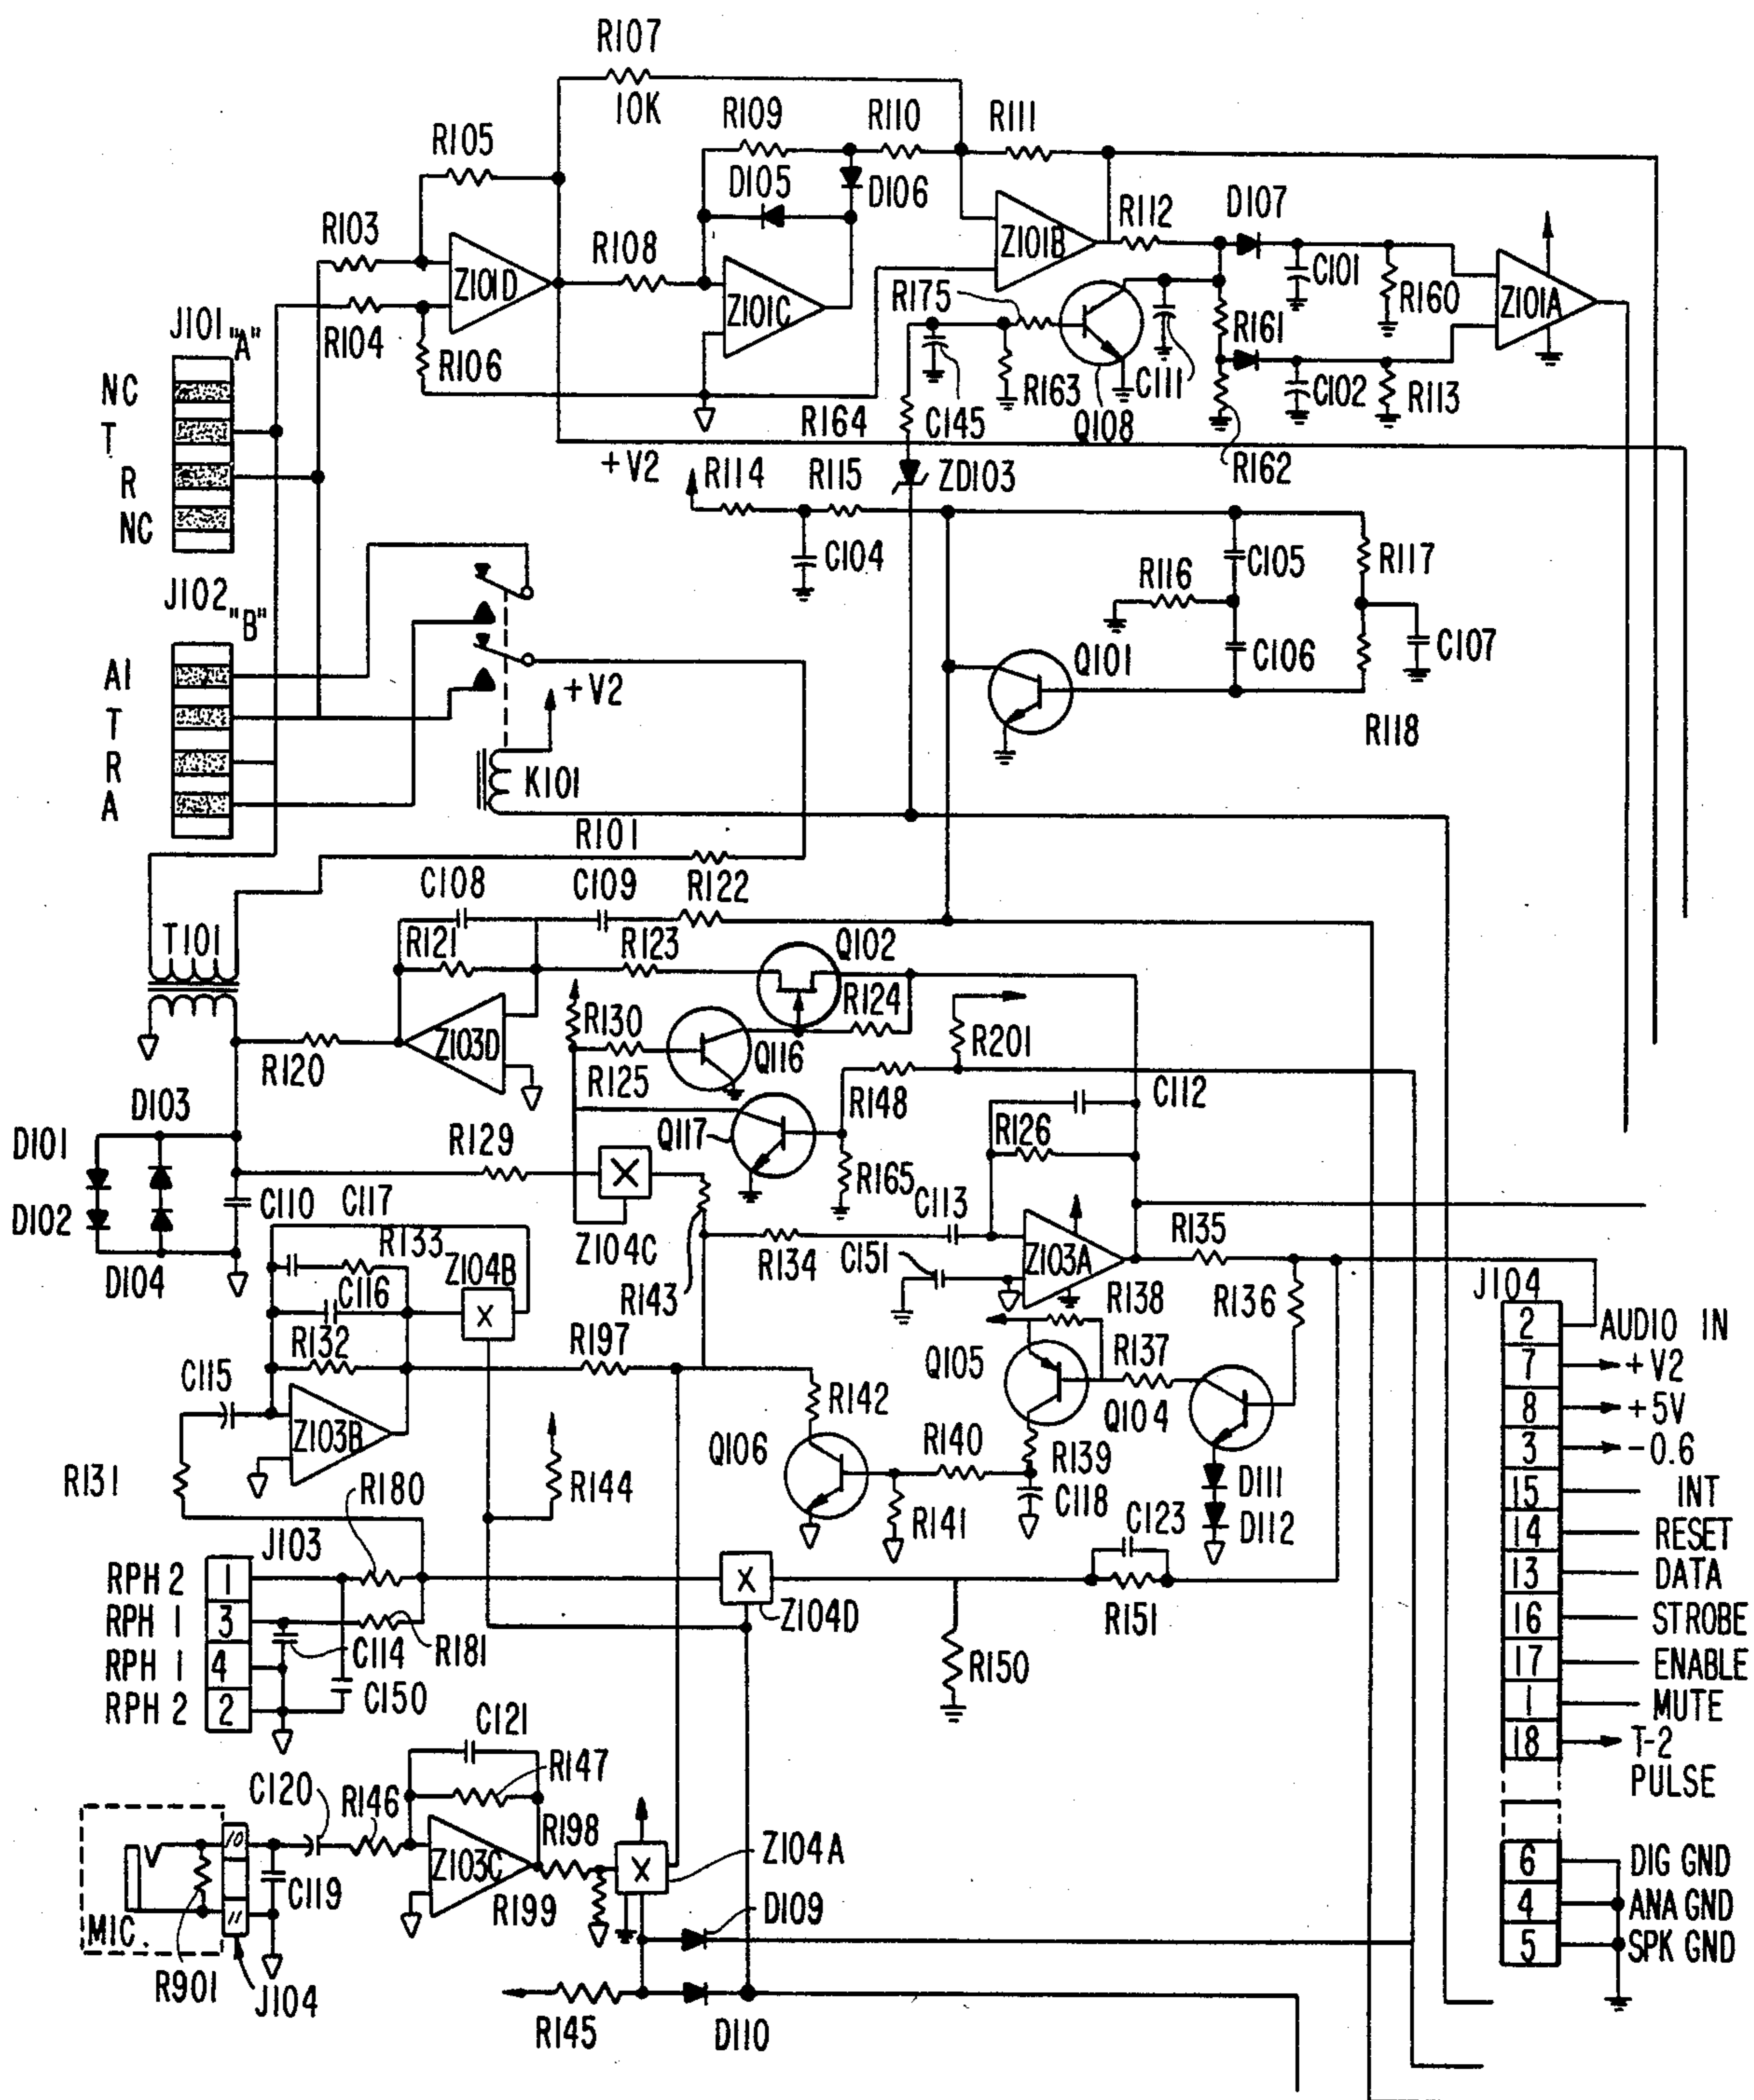 R107
10K
R109
R110
R111
R105
D105
D106
R112
D107
R103
R108
Z101D
Z101B
C101
R160
Z101A
R175
Z101C
R104
J101 "A"
R161
R106
R163
C111
C102
R113
NC
T
R
NC
R164
C145
Q108
R162
+V2
R114
R115
ZD103
C104
C105
R117
R116
J102 "B"
C106
C107
Q101
A1
T
R
A
+V2
R118
K101
R101
C108
C109
R122
T101
R121
R123
Q102
R124
R130
Z103D
Q116
R201
R120
R125
D103
R148
C112
D101
R129
Q117
R126
X
R165
C113
C110
C117
D102
Z104C
R133
Z104B
R134
C151
Z103A
R135
D104
C116
X
R143
R138
R136
J104
2 AUDIO IN
R132
R197
Q105
R137
7 +V2
C115
R142
Q104
8 +5V
Z103B
Q106
R140
R139
3 -0.6
R131
R180
R144
C118
D111
15 INT
R141
D112
14 RESET
J103
C123
RPH 2 1
X
13 DATA
RPH 1 3
Z104D
R151
16 STROBE
C114
R181
RPH 1 4
R150
17 ENABLE
C150
RPH 2 2
1 MUTE
C121
18 T-2
PULSE
R147
C120
R146
10
R198
Z104A
Z103C
X
6 DIG GND
C119
R199
D109
4 ANA GND
MIC.
11
5 SPK GND
R901
J104
R145
D110